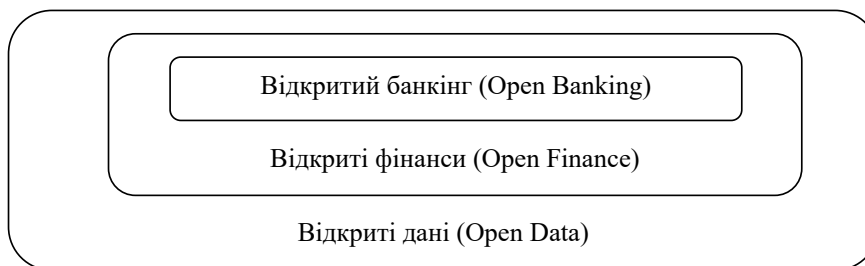 Відкритий банкінг (Open Banking)
Відкриті фінанси (Open Finance)
Відкриті дані (Open Data)